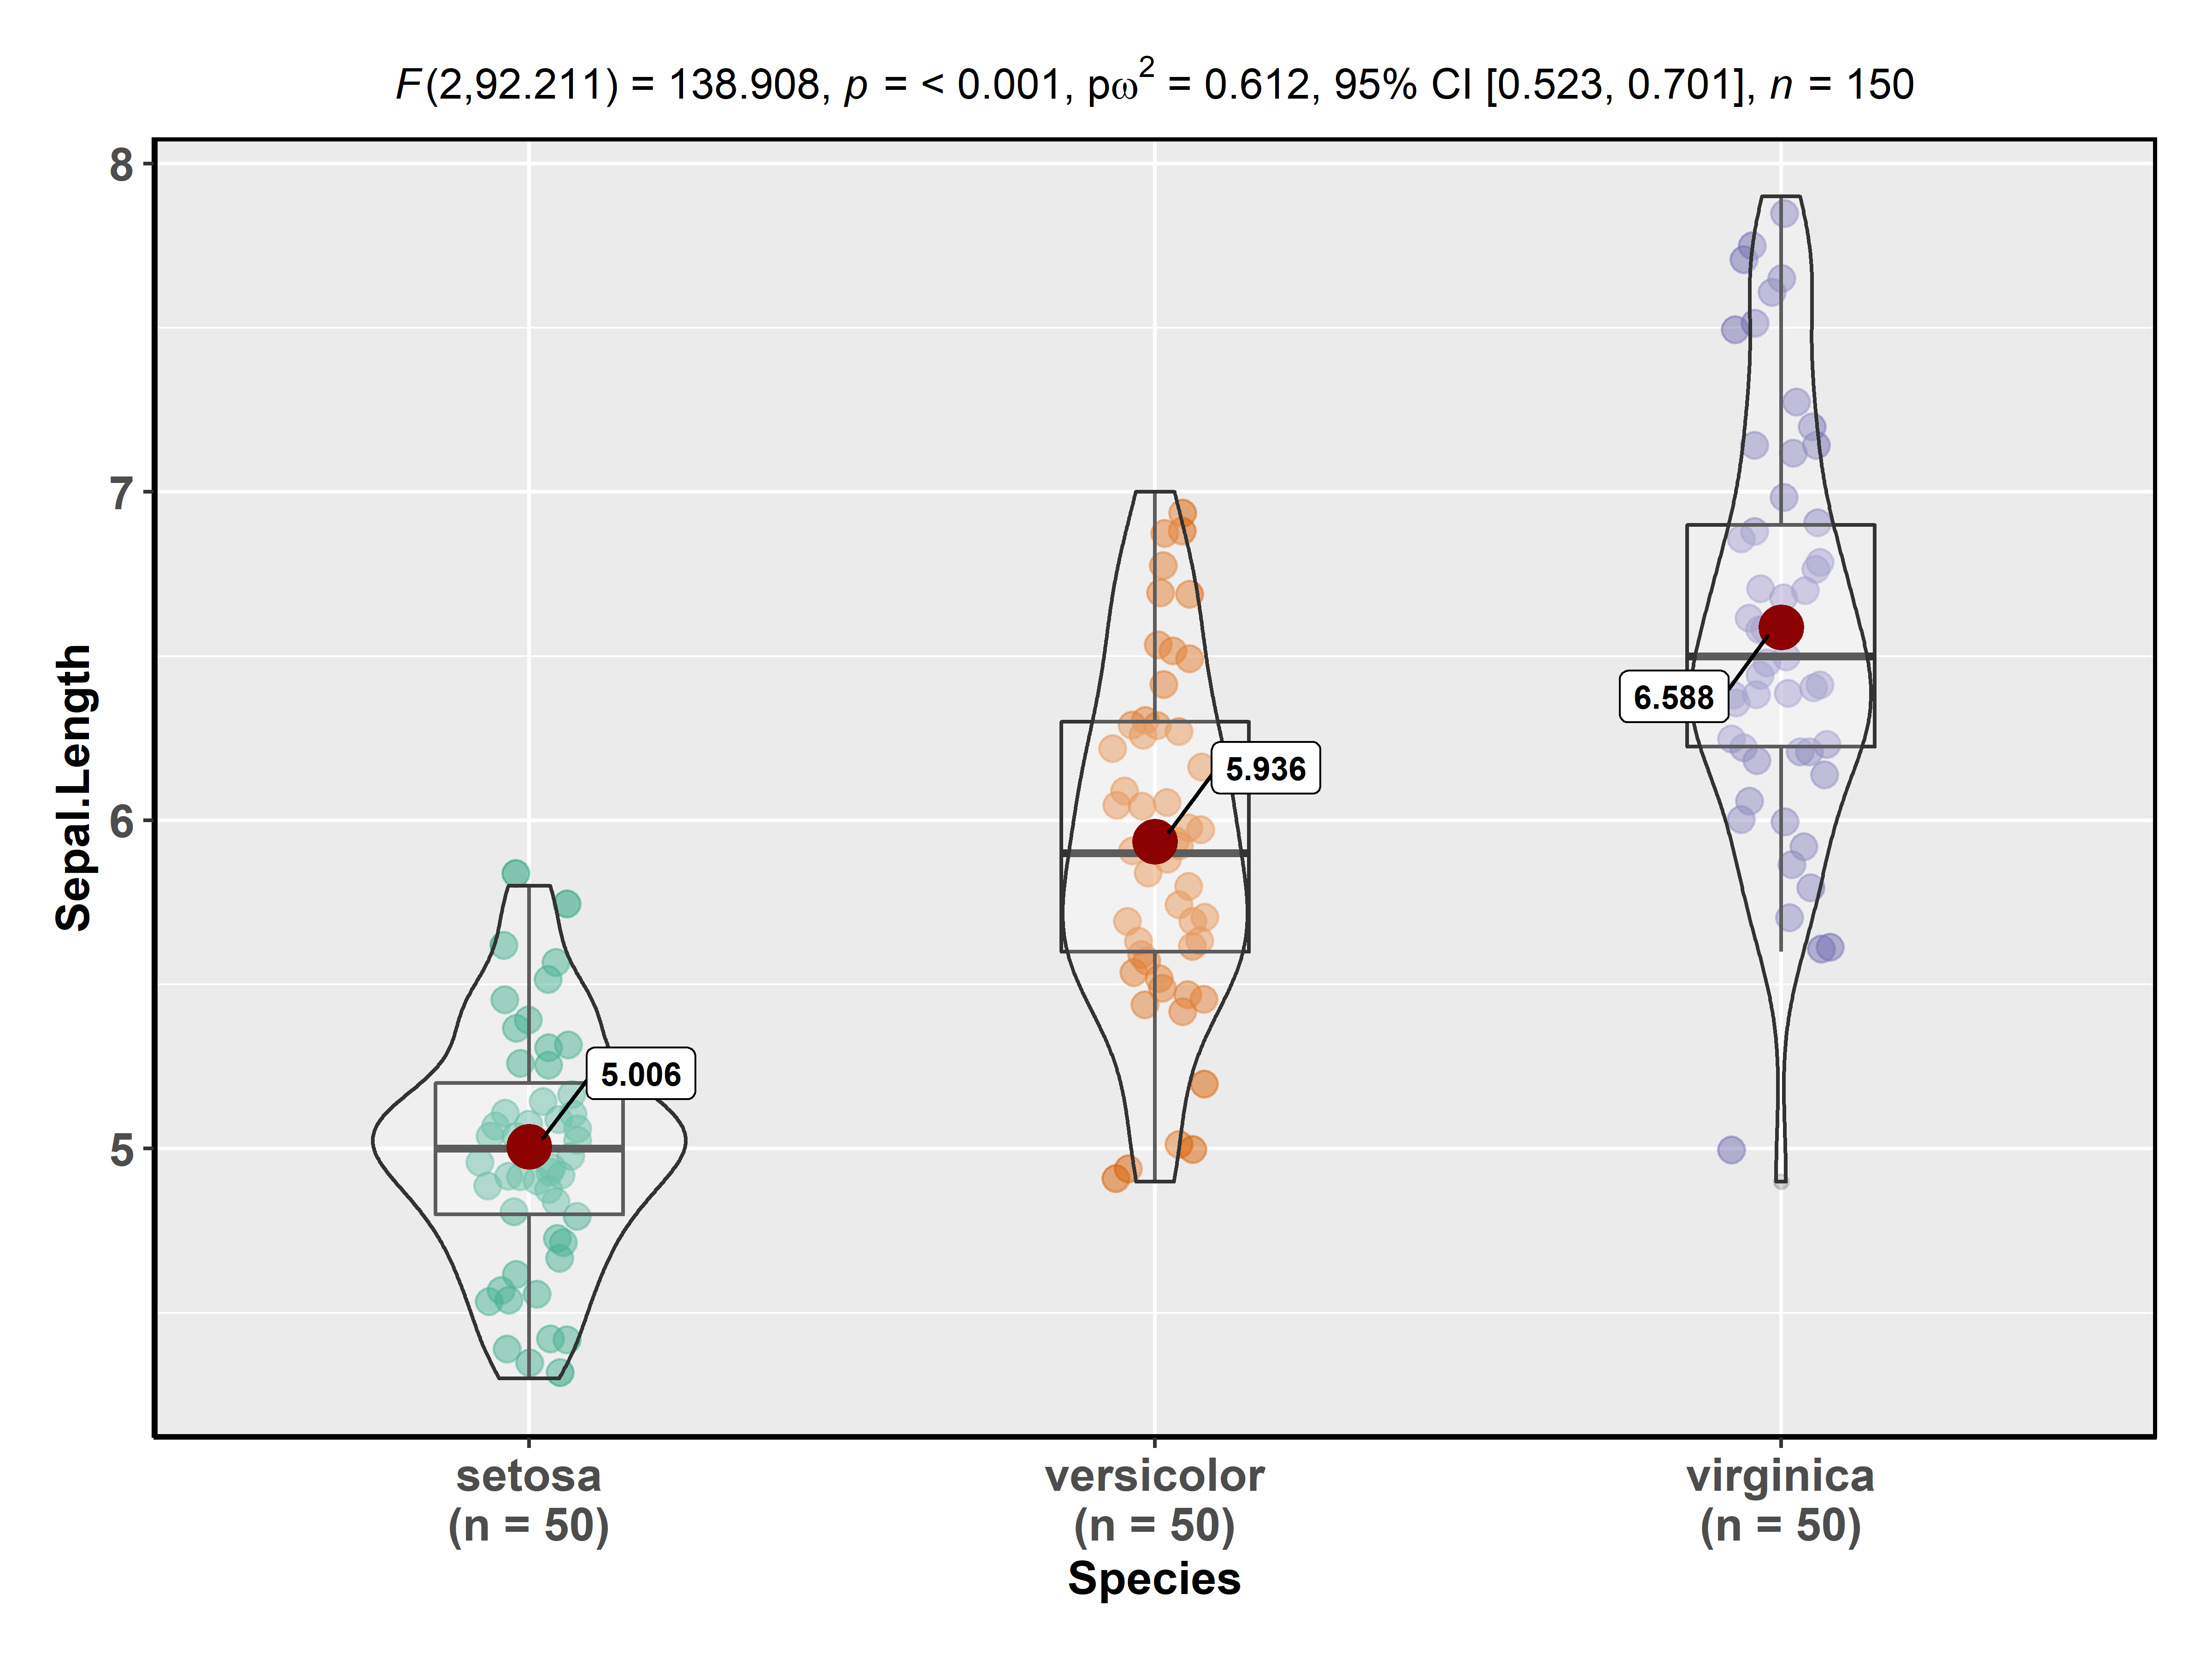 F(2,92.211) = 138.908, p = < 0.001, pω² = 0.612, 95% CI [0.523, 0.701], n = 150
8
7
6
5
Sepal.Length
5.006
5.936
6.588
setosa
(n = 50)
versicolor
(n = 50)
virginica
(n = 50)
Species